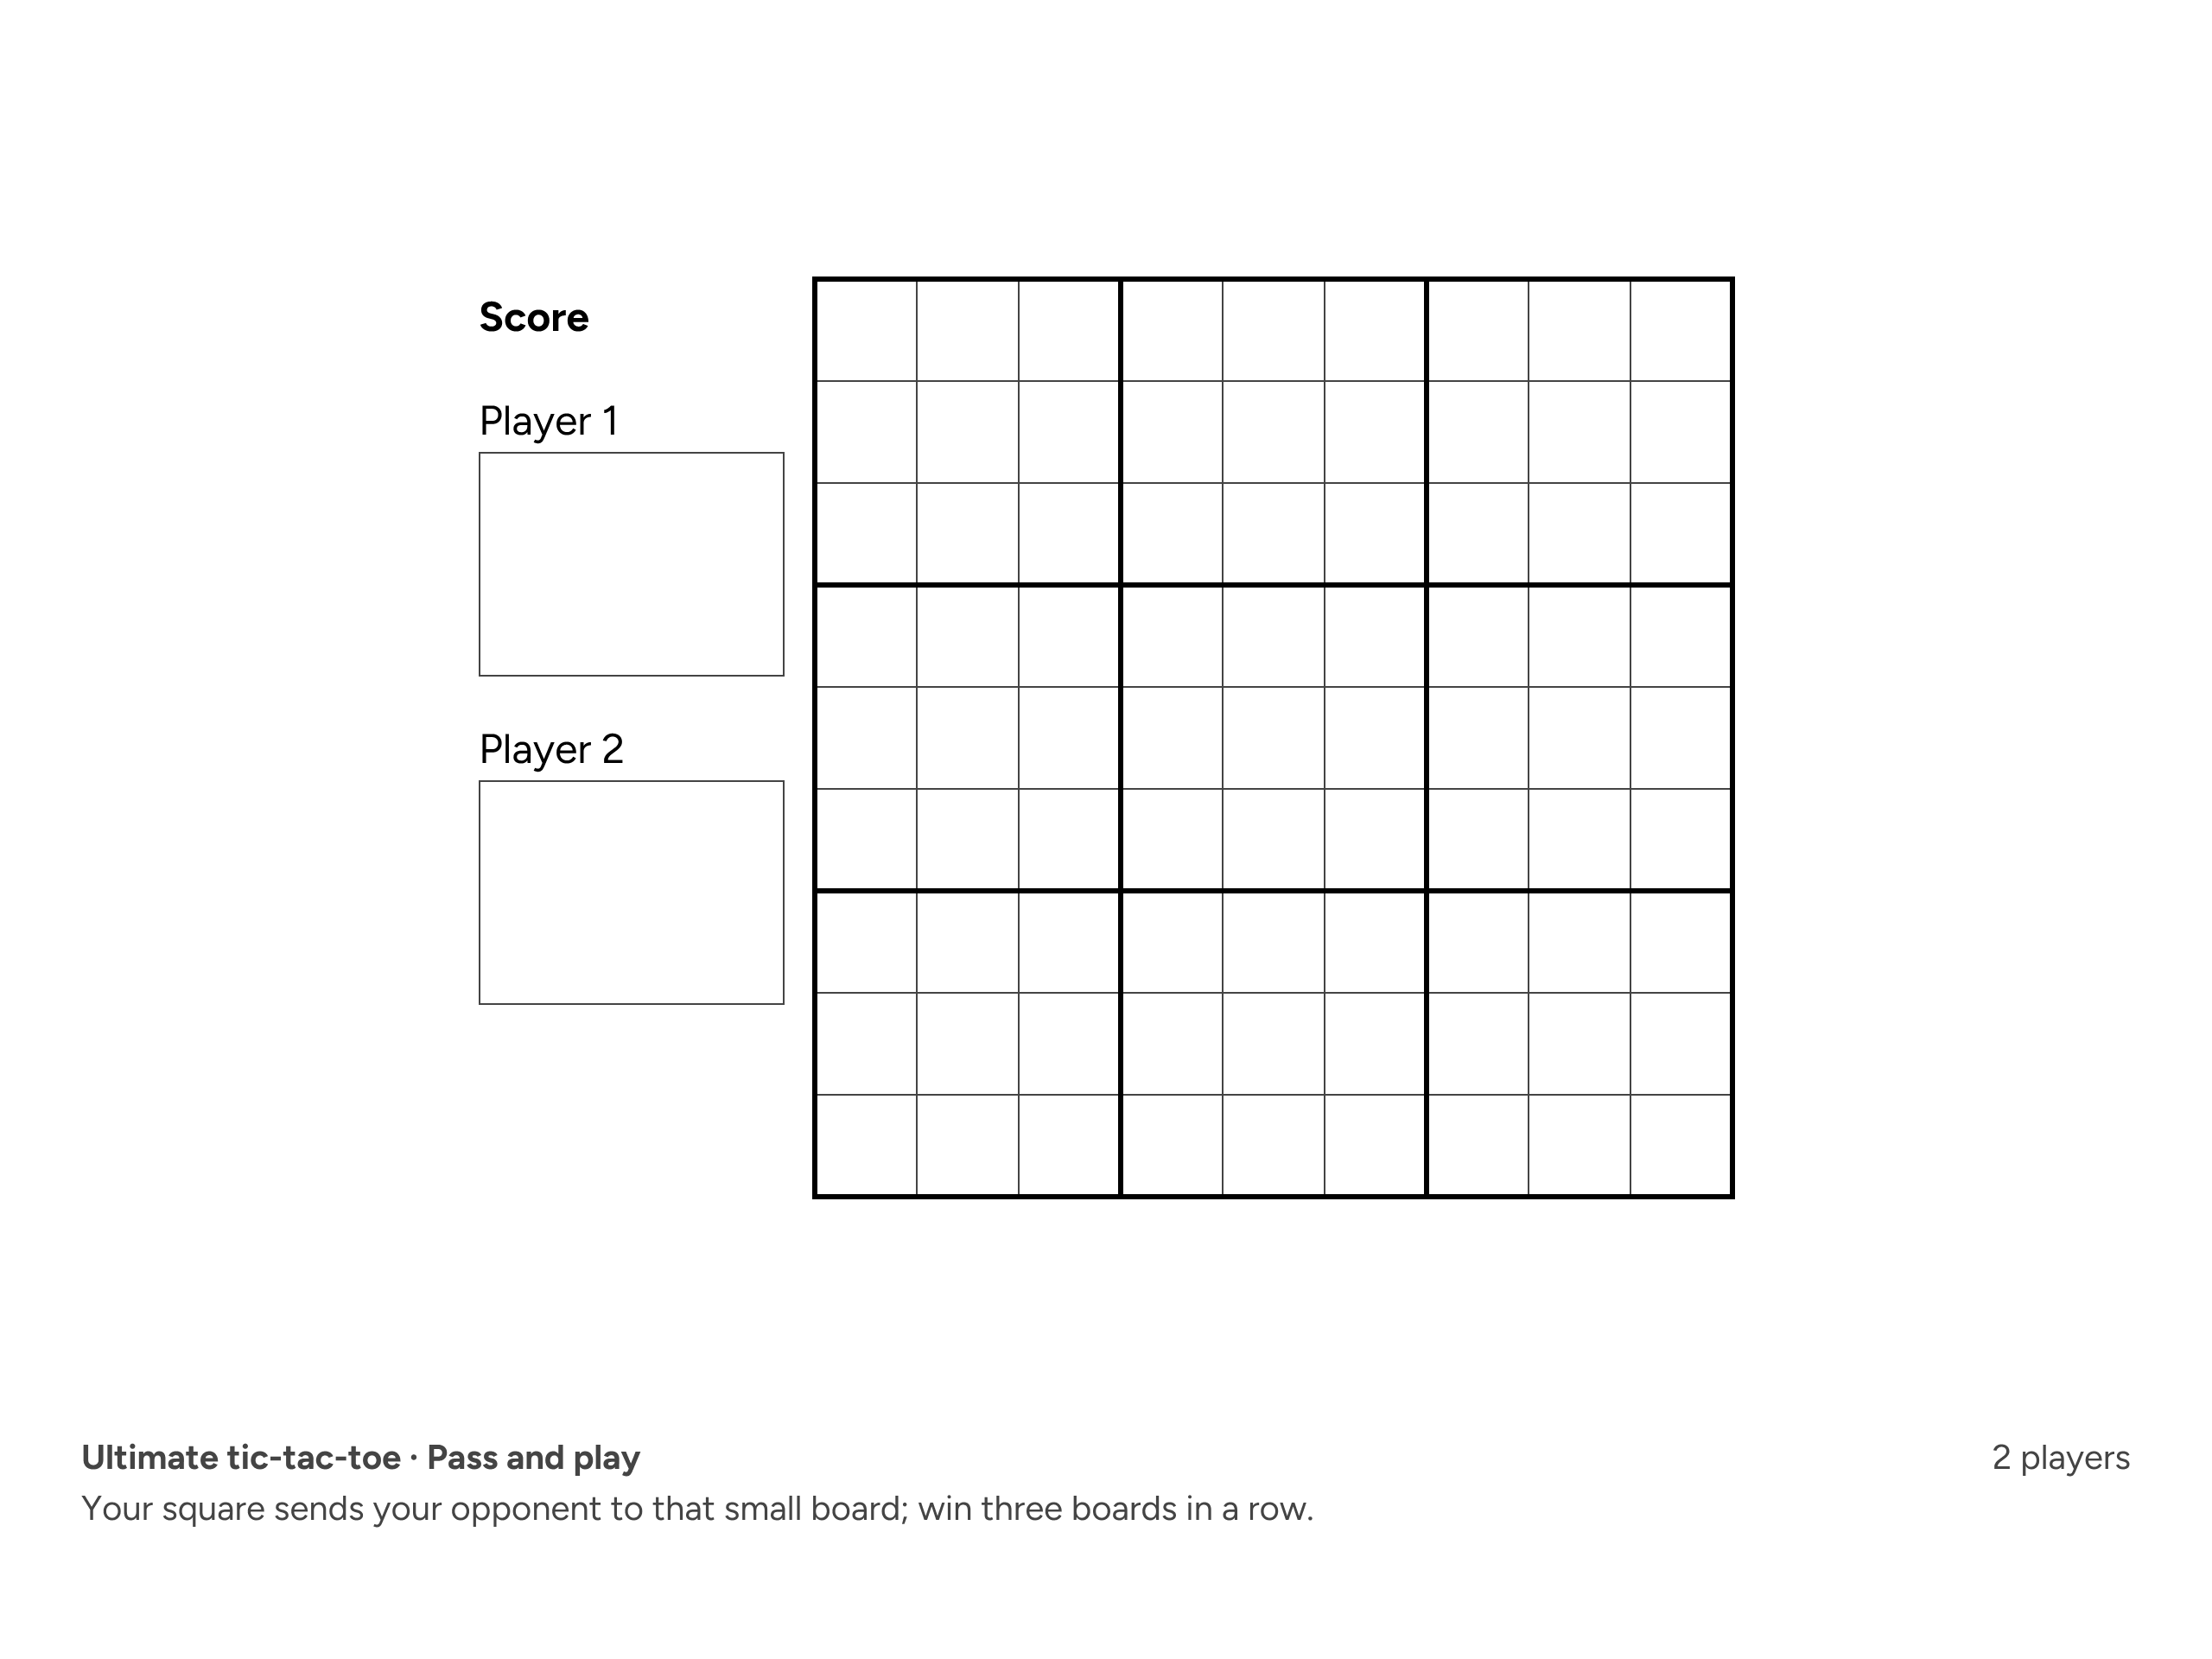 Score
Player 1
Player 2
Ultimate tic-tac-toe · Pass and play
2 players
Your square sends your opponent to that small board; win three boards in a row.